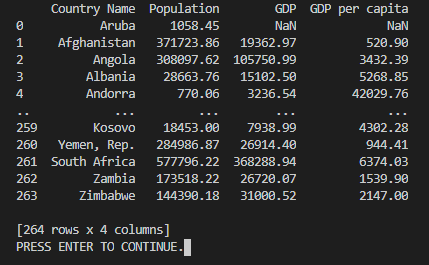 Country Name Population GDP GDP per capita
0 Aruba 1058.45 NaN NaN
1 Afghanistan 371723.86 19362.97 520.90
2 Angola 308097.62 105750.99 3432.39
3 Albania 28663.76 15102.50 5268.85
4 Andorra 770.06 3236.54 42029.76
.. ... ... ... ...
259 Kosovo 18453.00 7938.99 4302.28
260 Yemen, Rep. 284986.87 26914.40 944.41
261 South Africa 577796.22 368288.94 6374.03
262 Zambia 173518.22 26720.07 1539.90
263 Zimbabwe 144390.18 31000.52 2147.00
[264 rows x 4 columns]
PRESS ENTER TO CONTINUE.